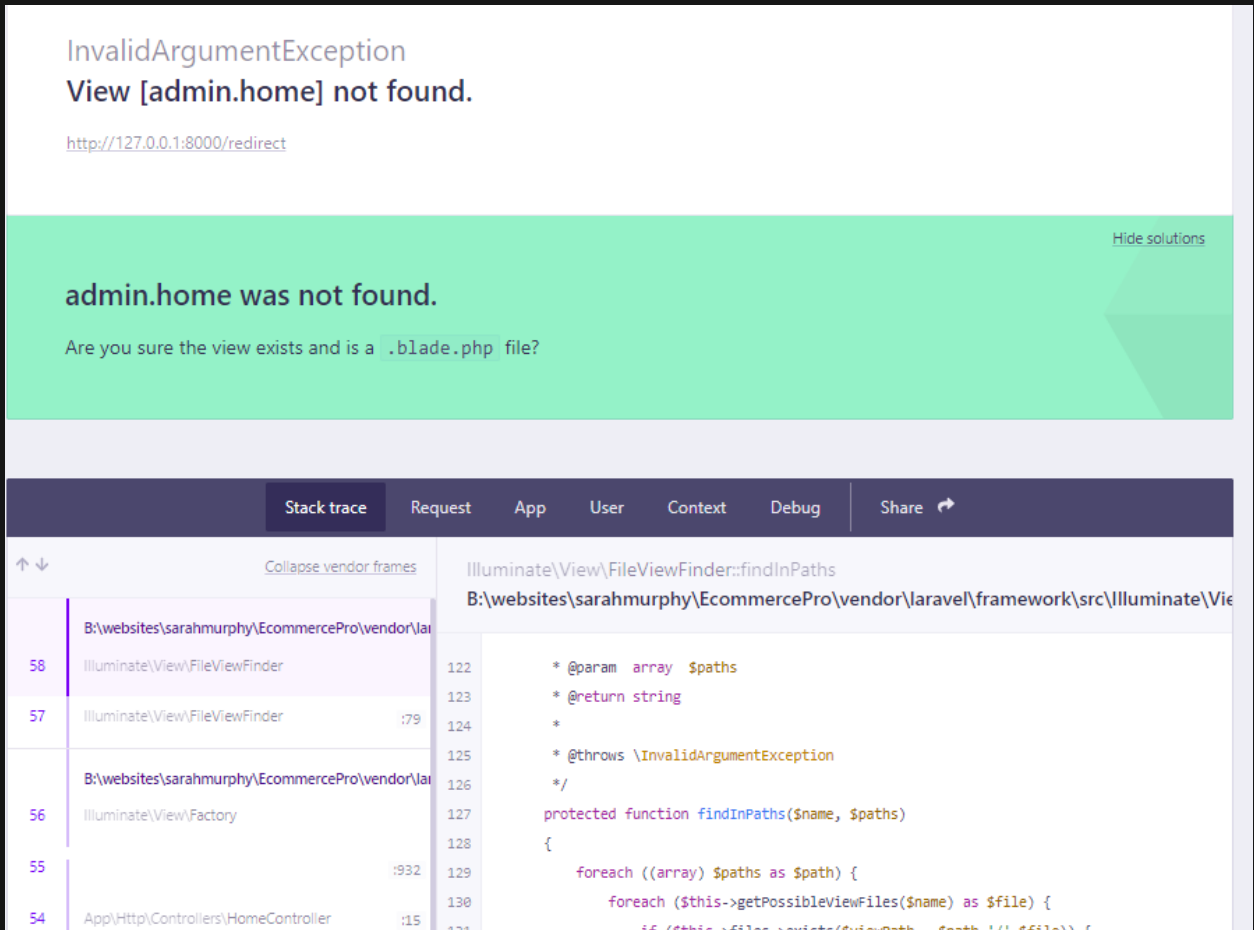 InvalidArgumentException
View [admin.home] not found.
http://127.0.0.1:8000/redirect
Hide solutions
admin.home was not found.
Are you sure the view exists and is a .blade.php file?
Stack trace Request App User Context Debug Share
Collapse vendor frames
B:\websites\sarahmurphy\EcommercePro\vendor\lar
58 Illuminate\View\FileViewFinder
57 Illuminate\View\FileViewFinder :79
B:\websites\sarahmurphy\EcommercePro\vendor\lar
56 Illuminate\View\Factory
55 :932
54 App\Http\Controllers\HomeController :15
Illuminate\View\FileViewFinder::findInPaths
B:\websites\sarahmurphy\EcommercePro\vendor\laravel\framework\src\Illuminate\Vie
122 * @param array $paths
123 * @return string
124 *
125 * @throws \InvalidArgumentException
126 */
127 protected function findInPaths($name, $paths)
128 {
129 foreach ((array) $paths as $path) {
130 foreach ($this->getPossibleViewFiles($name) as $file) {